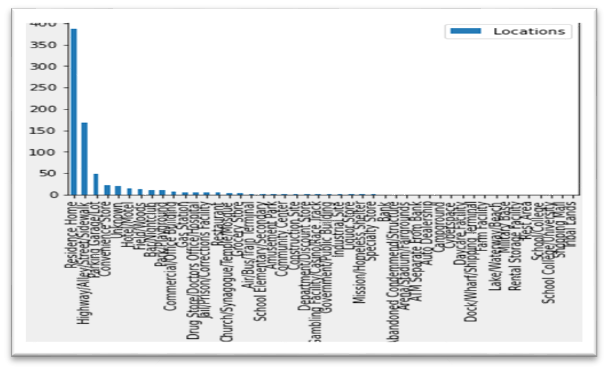 400
350
300
250
200
150
100
50
0
Locations
Residence Home
Highway/Alley/Street/Sidewalk
Parking Garage/Lot
Convenience Store
Unknown
Hotel/Motel
Field/Woods
Bar/Nightclub
Commercial/Office Building
Gas Station
Drug Store/Doctors Office/Hospital
Jail/Prison/Corrections Facility
Restaurant
Church/Synagogue/Temple/Mosque
Grocery Store
Air/Bus/Train Terminal
School Elementary/Secondary
Amusement Park
Community Center
Construction Site
Department/Discount Store
Gambling Facility/Casino/Race Track
Government/Public Building
Industrial Site
Liquor Store
Mission/Homeless Shelter
Specialty Store
Bank
Abandoned Condemned/Structure
Arena/Stadium/Fairground
ATM Separate From Bank
Auto Dealership
Campground
Cyberspace
Daycare Facility
Dock/Wharf/Shipping Terminal
Farm Facility
Lake/Waterway/Beach
Military Base
Rental Storage Facility
Rest Area
School/College
School College/University
Shopping Mall
Tribal Lands